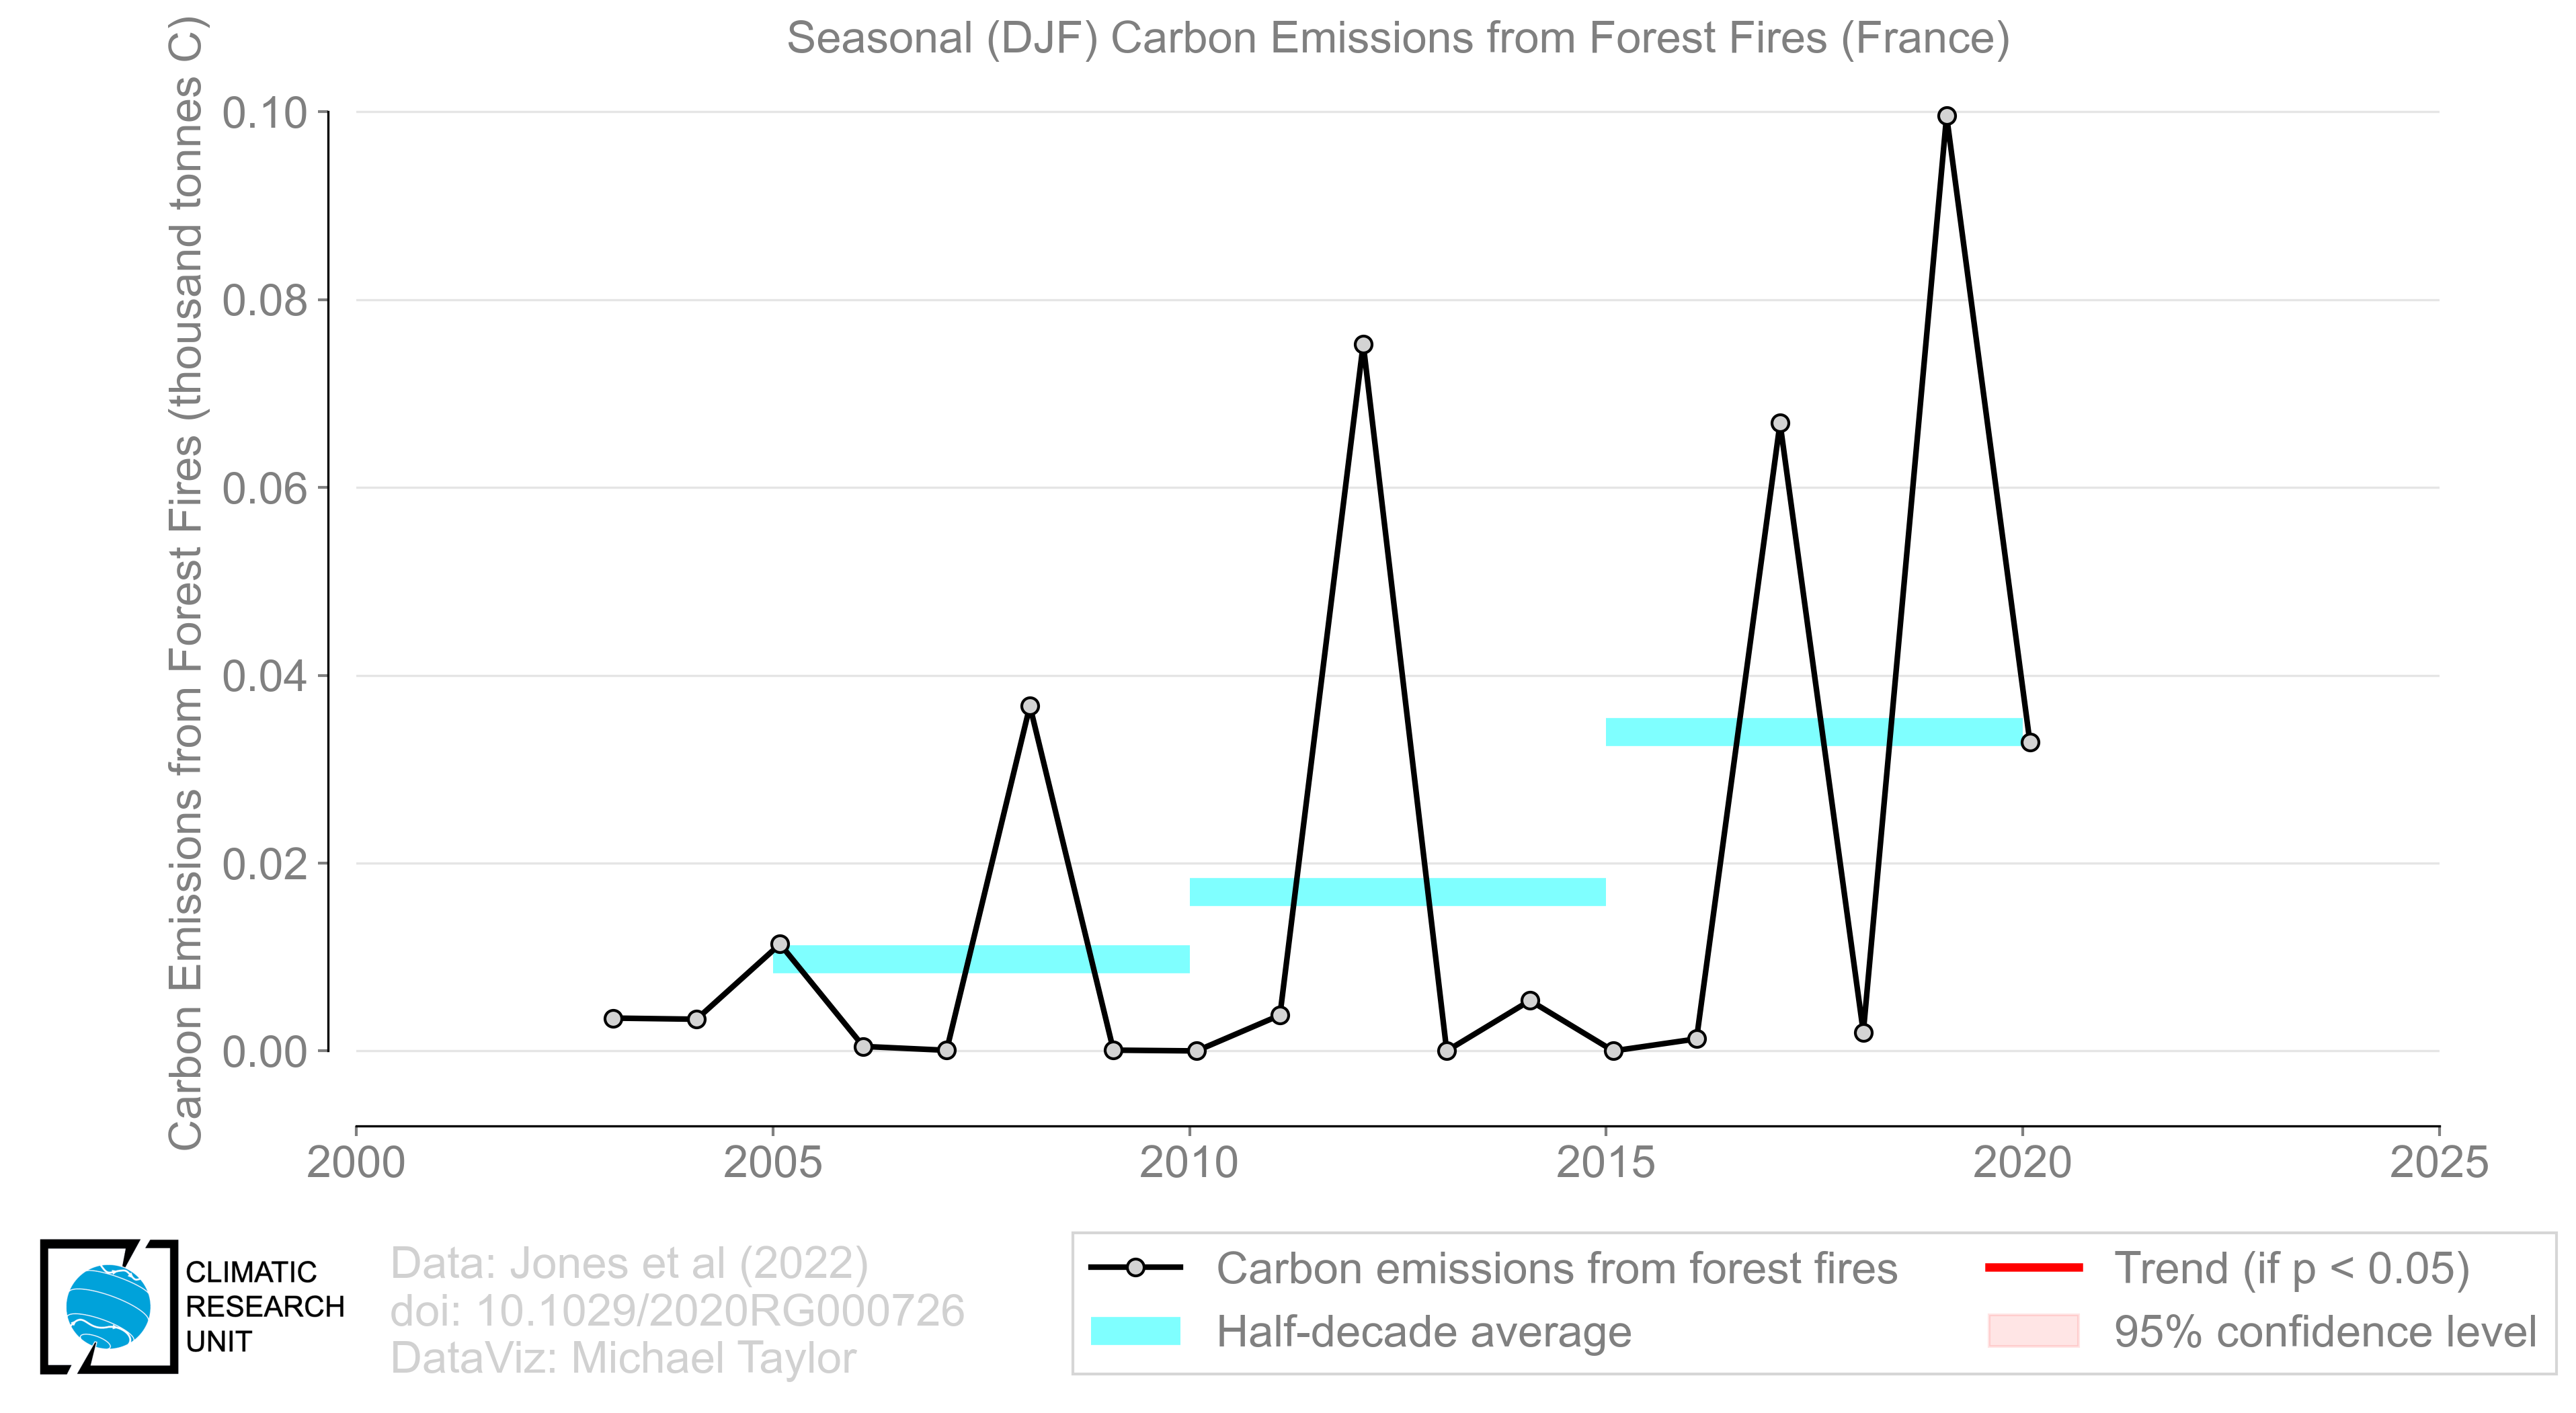 Seasonal (DJF) Carbon Emissions from Forest Fires (France)
Carbon Emissions from Forest Fires (thousand tonnes C)
0.10
0.08
0.06
0.04
0.02
0.00
2000
2005
2010
2015
2020
2025
CLIMATIC
RESEARCH
UNIT
Data: Jones et al (2022)
doi: 10.1029/2020RG000726
DataViz: Michael Taylor
Carbon emissions from forest fires
Half-decade average
Trend (if p < 0.05)
95% confidence level